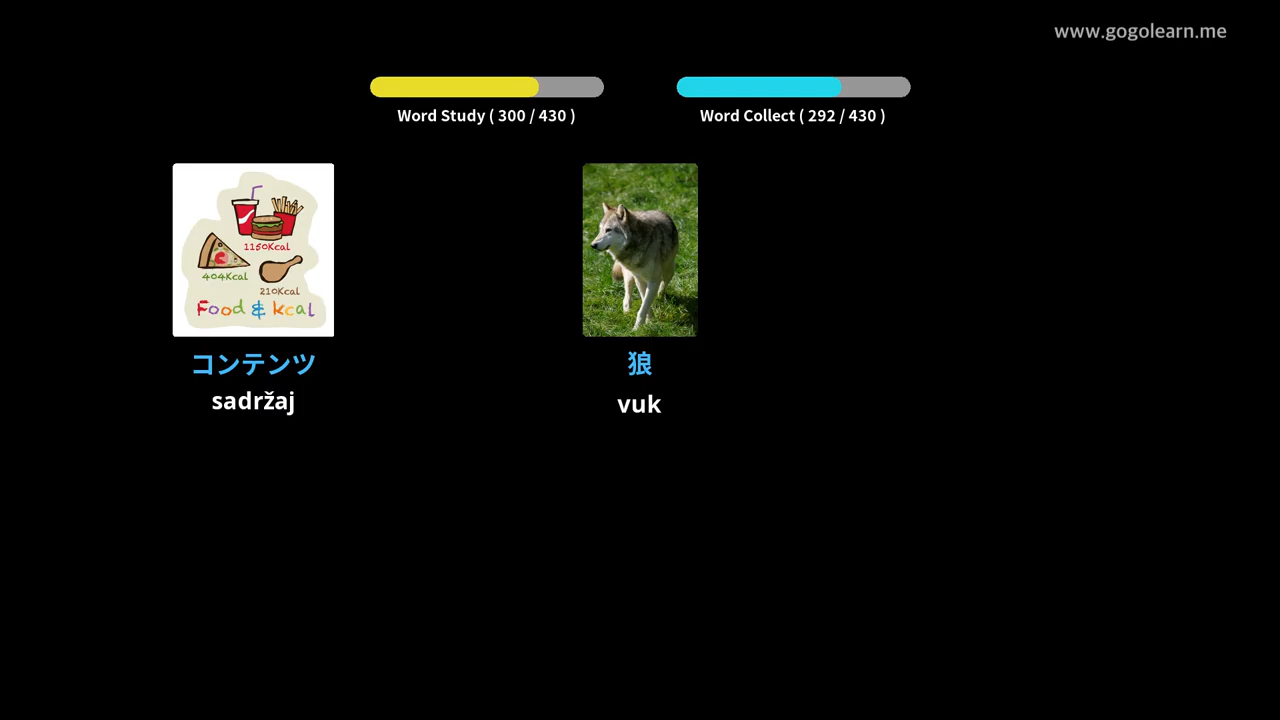 www.gogolearn.me
Word Study ( 300 / 430 )
Word Collect ( 292 / 430 )
1150Kcal
404Kcal
210Kcal
Food & kcal
コンテンツ
sadržaj
狼
vuk